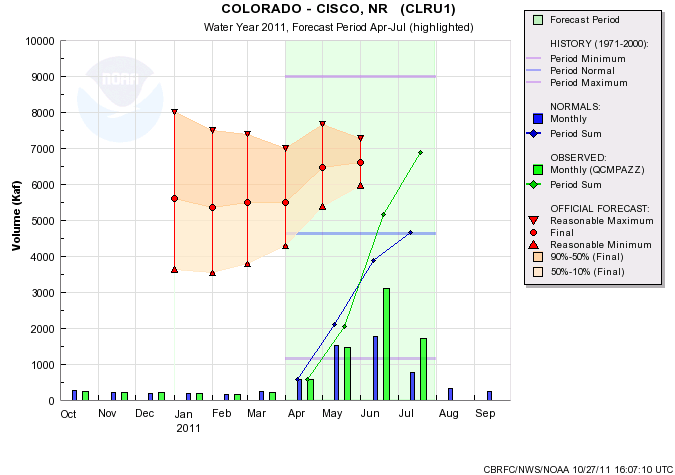 COLORADO - CISCO, NR (CLRU1)
Water Year 2011, Forecast Period Apr-Jul (highlighted)
Volume (Kaf)
10000
9000
8000
7000
6000
5000
4000
3000
2000
1000
0
NOAA
Oct Nov Dec Jan Feb Mar Apr May Jun Jul Aug Sep
2011
Forecast Period
HISTORY (1971-2000):
Period Minimum
Period Normal
Period Maximum
NORMALS:
Monthly
Period Sum
OBSERVED:
Monthly (QCMPAZZ)
Period Sum
OFFICIAL FORECAST:
Reasonable Maximum
Final
Reasonable Minimum
90%-50% (Final)
50%-10% (Final)
CBRFC/NWS/NOAA 10/27/11 16:07:10 UTC